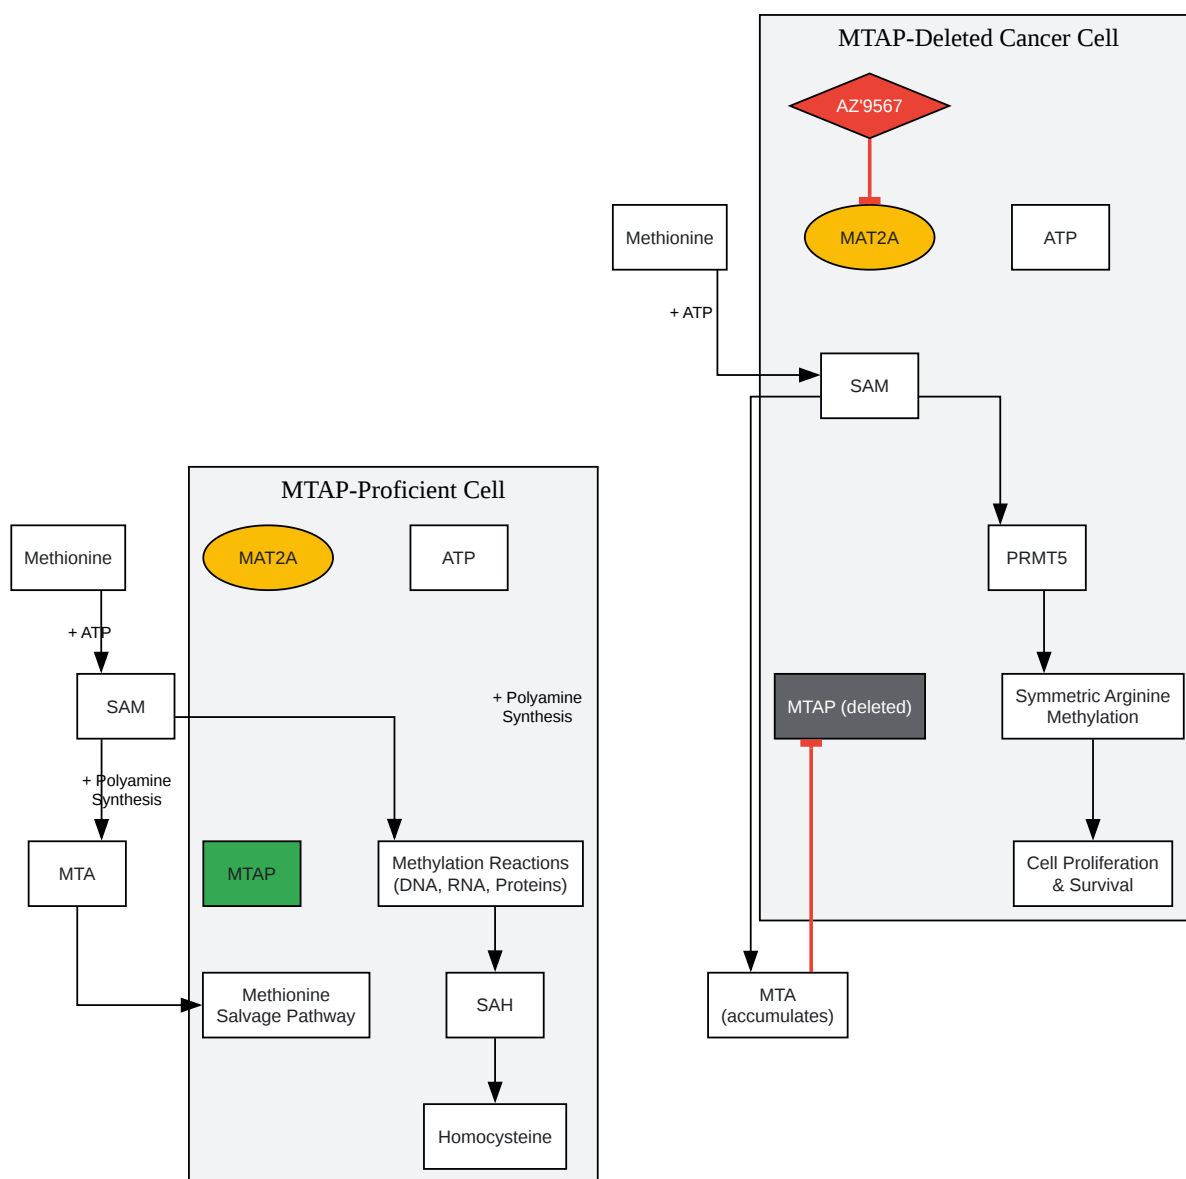 MTAP-Deleted Cancer Cell
AZ'9567
Methionine
MAT2A
ATP
+ ATP
SAM
PRMT5
MTAP (deleted)
Symmetric Arginine
Methylation
Cell Proliferation
& Survival
MTA
(accumulates)
MTAP-Proficient Cell
Methionine
MAT2A
ATP
+ ATP
SAM
+ Polyamine
Synthesis
+ Polyamine
Synthesis
MTA
MTAP
Methylation Reactions
(DNA, RNA, Proteins)
Methionine
Salvage Pathway
SAH
Homocysteine